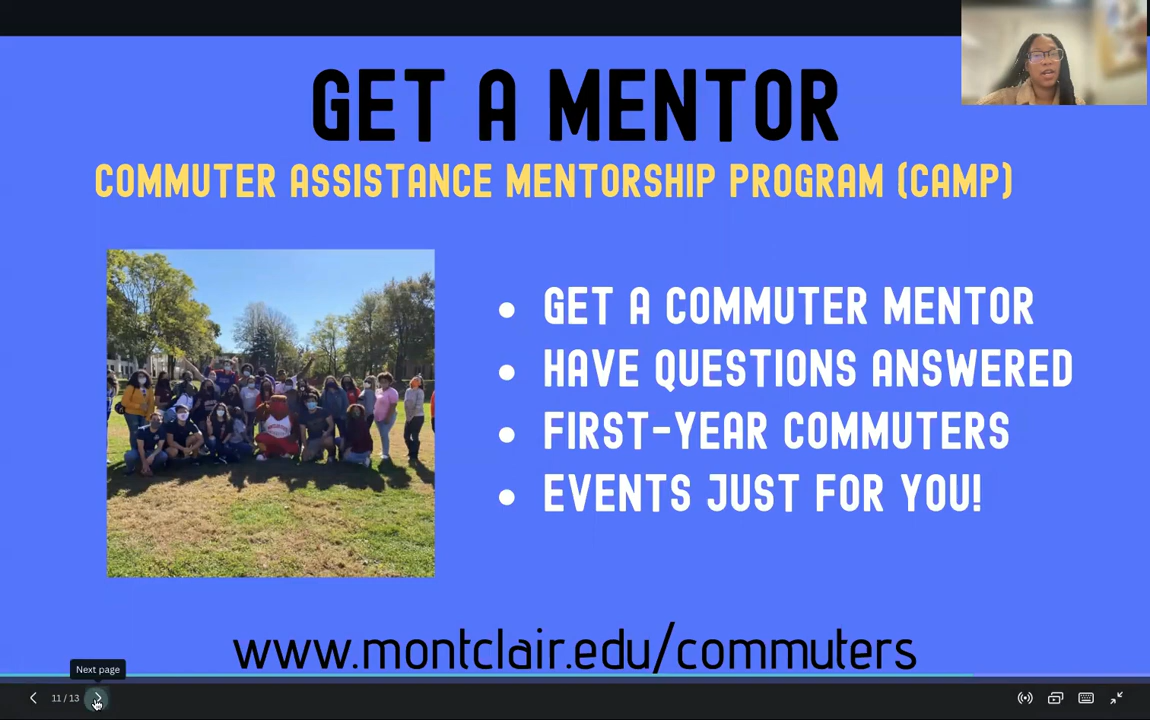 GET A MENTOR
COMMUTER ASSISTANCE MENTORSHIP PROGRAM (CAMP)
• GET A COMMUTER MENTOR
• HAVE QUESTIONS ANSWERED
• FIRST-YEAR COMMUTERS
• EVENTS JUST FOR YOU!
www.montclair.edu/commuters
Next page
11 / 13